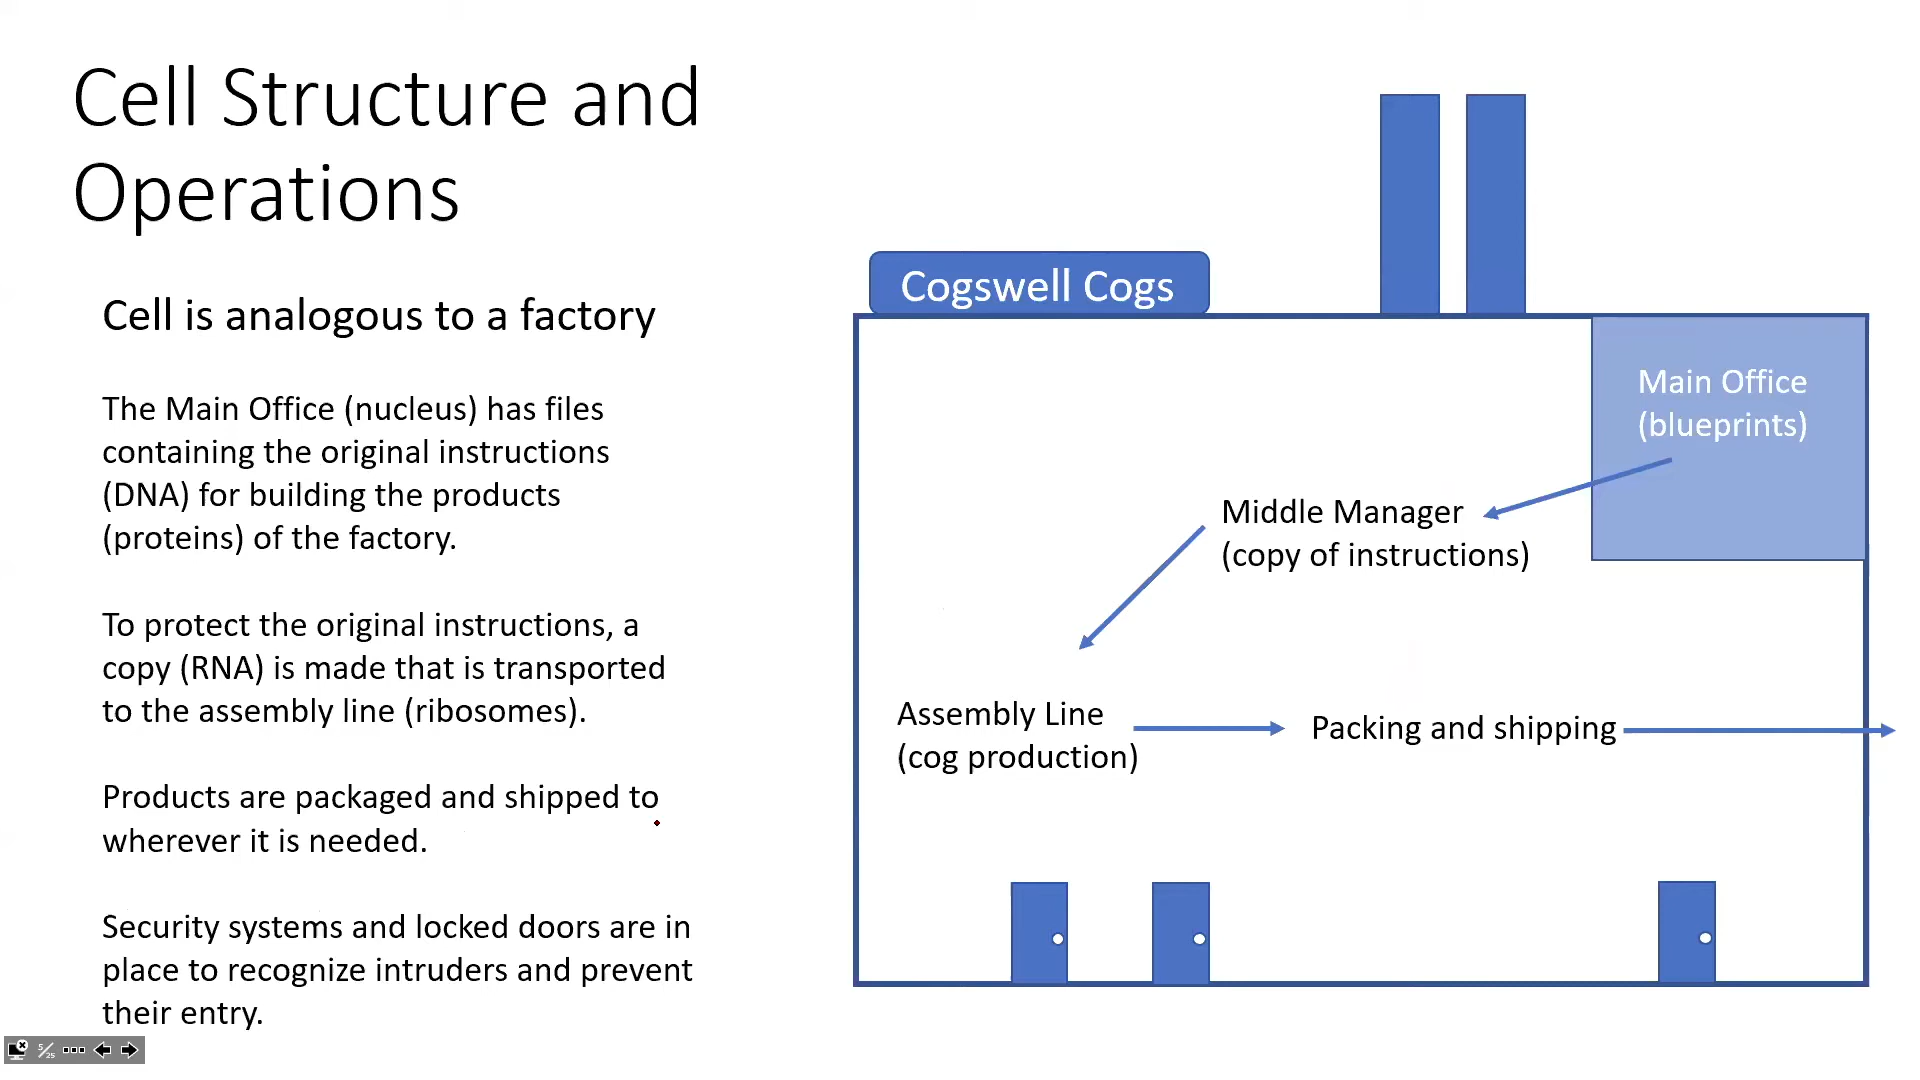 Cell Structure and
Operations
Cell is analogous to a factory
The Main Office (nucleus) has files
containing the original instructions
(DNA) for building the products
(proteins) of the factory.
To protect the original instructions, a
copy (RNA) is made that is transported
to the assembly line (ribosomes).
Products are packaged and shipped to
wherever it is needed.
Security systems and locked doors are in
place to recognize intruders and prevent
their entry.
Cogswell Cogs
Main Office
(blueprints)
Middle Manager
(copy of instructions)
Assembly Line
(cog production)
Packing and shipping
5/25